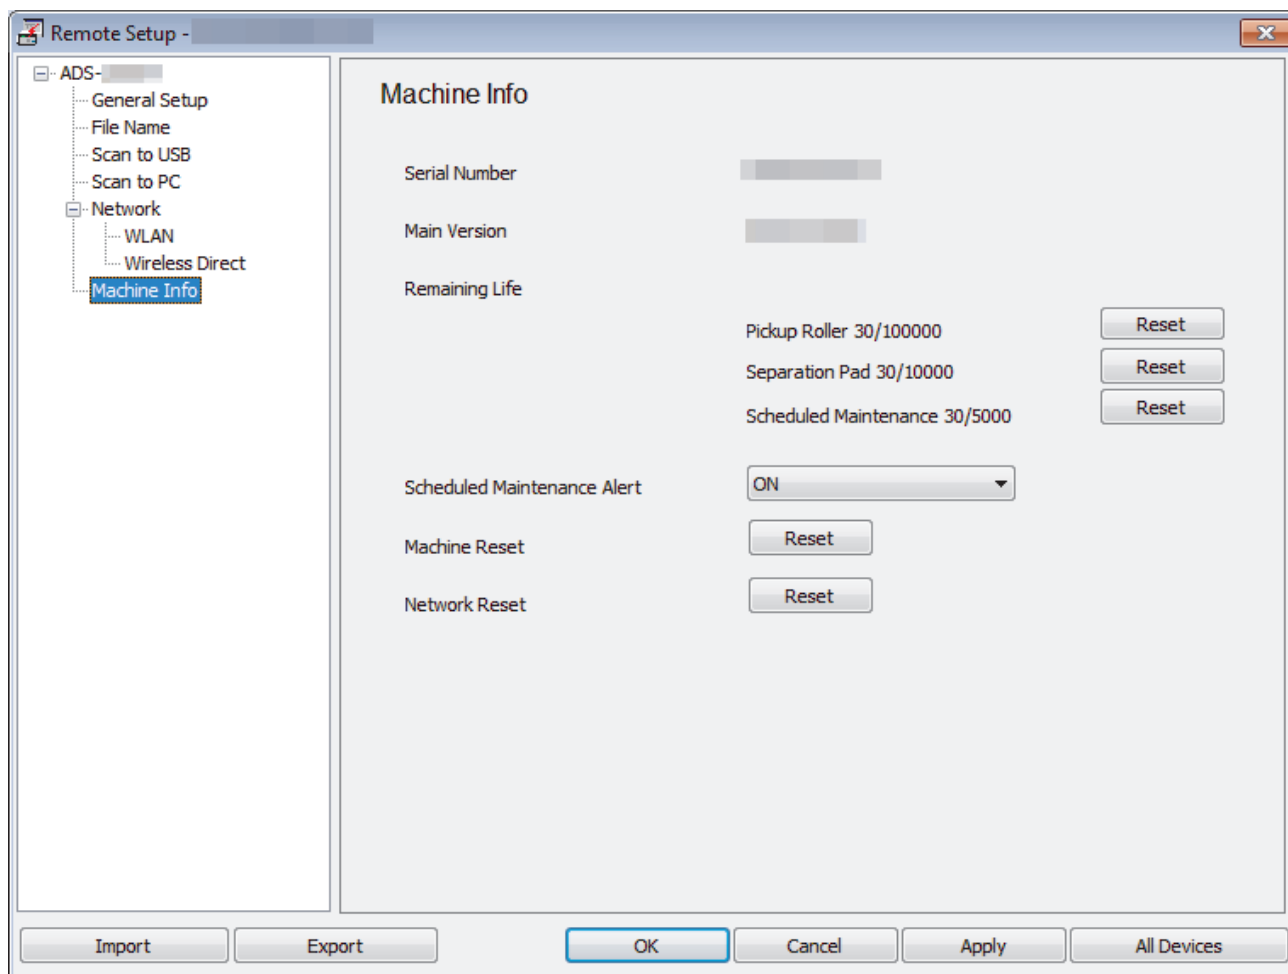 Remote Setup -
ADS-
General Setup
File Name
Scan to USB
Scan to PC
Network
WLAN
Wireless Direct
Machine Info
Machine Info
Serial Number
Main Version
Remaining Life
Pickup Roller 30/100000 Reset
Separation Pad 30/10000 Reset
Scheduled Maintenance 30/5000 Reset
Scheduled Maintenance Alert ON
Machine Reset Reset
Network Reset Reset
Import Export OK Cancel Apply All Devices